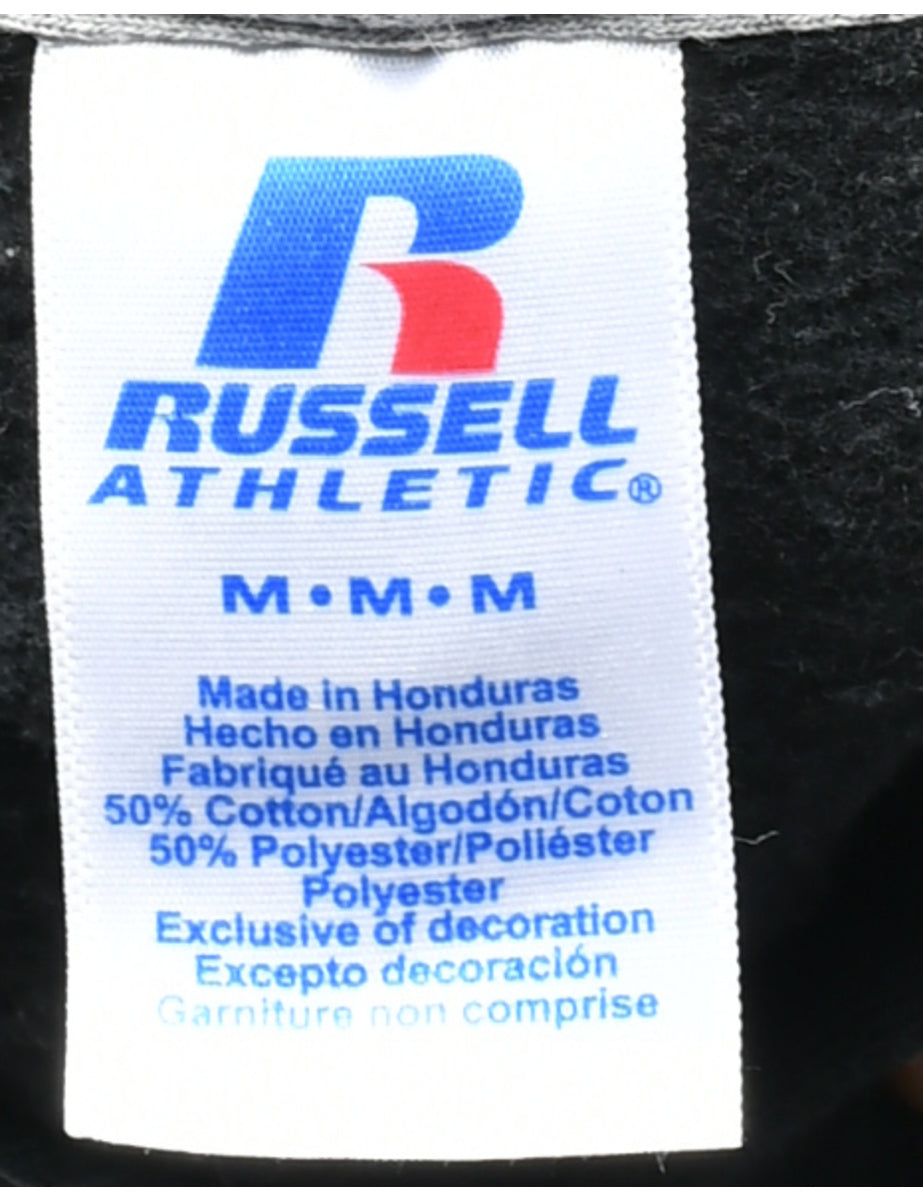 R
RUSSELL
ATHLETIC®
M • M • M
Made in Honduras
Hecho en Honduras
Fabriqué au Honduras
50% Cotton/Algodón/Coton
50% Polyester/Poliéster
Polyester
Exclusive of decoration
Excepto decoración
Garniture non comprise